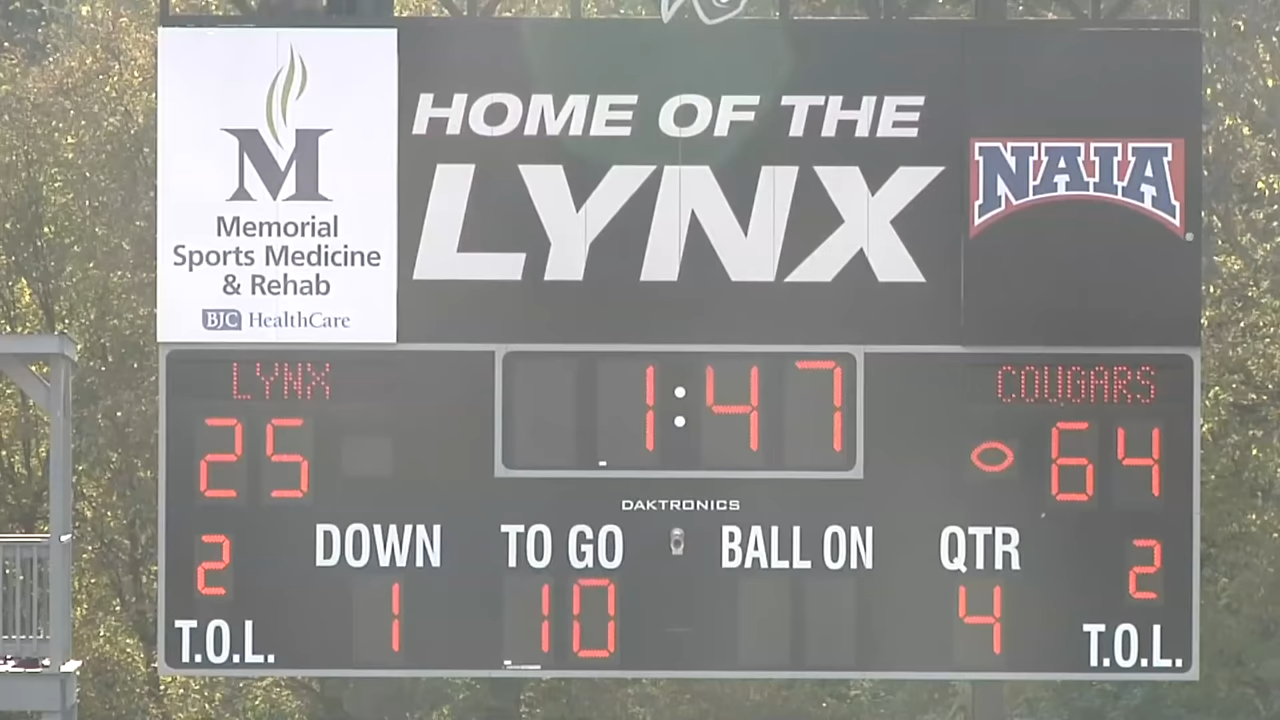 HOME OF THE
LYNX
M
Memorial
Sports Medicine
& Rehab
BJC HealthCare
NAIA
LYNX
1:47
COUGARS
25
64
DAKTRONICS
DOWN
TO GO
BALL ON
QTR
2
1
10
4
2
T.O.L.
T.O.L.